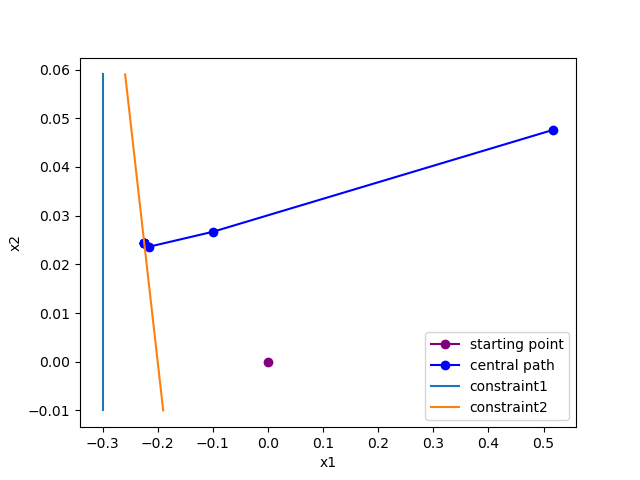 0.06
0.05
0.04
0.03
0.02
0.01
0.00
−0.01
x2
−0.3 −0.2 −0.1 0.0 0.1 0.2 0.3 0.4 0.5
x1
starting point
central path
constraint1
constraint2